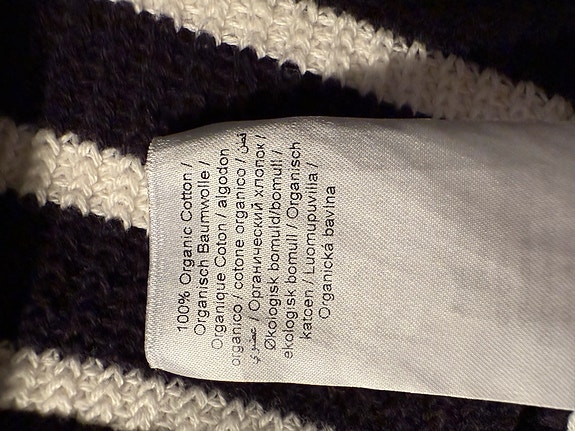 100% Organic Cotton /
Organisch Baumwolle /
Organique Coton / algodon
organico / cotone organico / قطن
عضوي / Органический хлопок /
Økologisk bomuld/bomull /
ekologisk bomull / Organisch
katoen / Luomupuvilla /
Organická bavlna